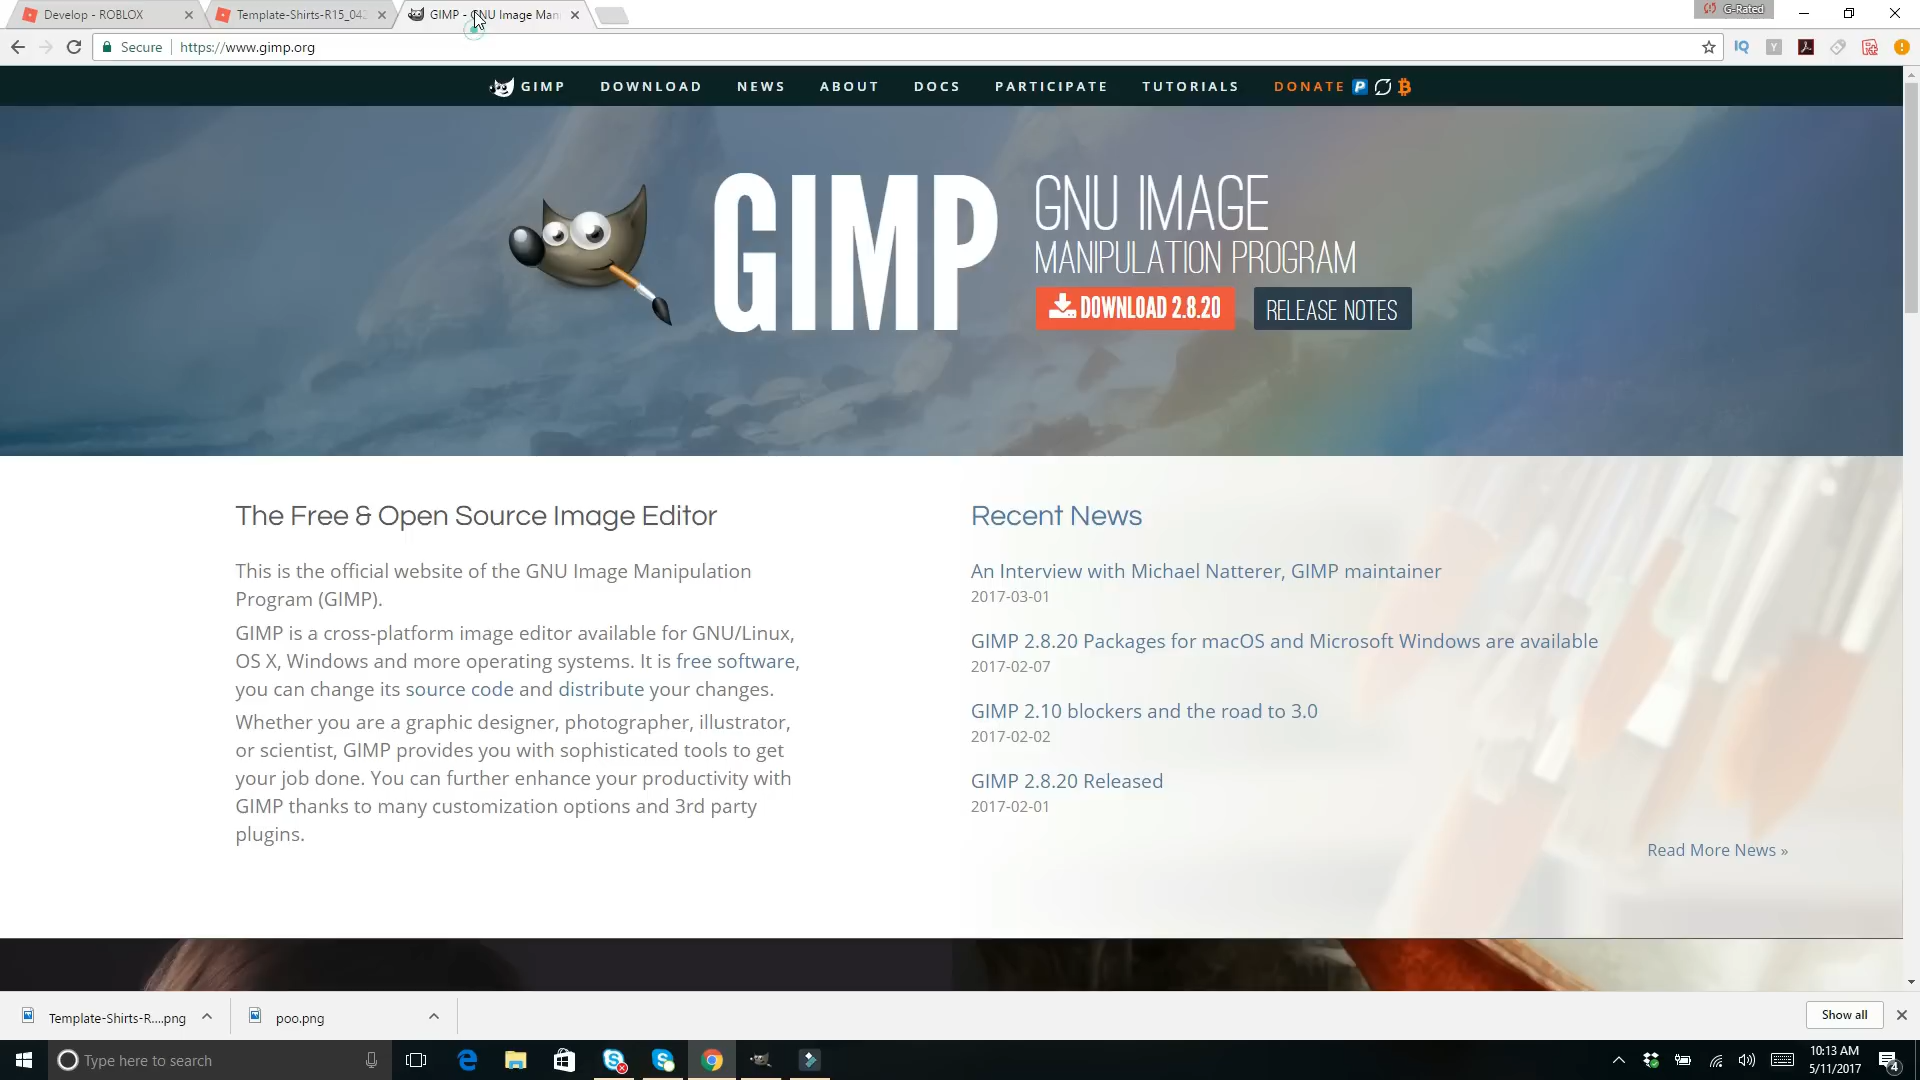 Develop - ROBLOX
Template-Shirts-R15_042
GIMP - GNU Image Man
G-Rated
Secure
https://www.gimp.org
GIMP
DOWNLOAD
NEWS
ABOUT
DOCS
PARTICIPATE
TUTORIALS
DONATE
GIMP
GNU IMAGE
MANIPULATION PROGRAM
DOWNLOAD 2.8.20
RELEASE NOTES
The Free & Open Source Image Editor
This is the official website of the GNU Image Manipulation
Program (GIMP).
GIMP is a cross-platform image editor available for GNU/Linux,
OS X, Windows and more operating systems. It is free software,
you can change its source code and distribute your changes.
Whether you are a graphic designer, photographer, illustrator,
or scientist, GIMP provides you with sophisticated tools to get
your job done. You can further enhance your productivity with
GIMP thanks to many customization options and 3rd party
plugins.
Recent News
An Interview with Michael Natterer, GIMP maintainer
2017-03-01
GIMP 2.8.20 Packages for macOS and Microsoft Windows are available
2017-02-07
GIMP 2.10 blockers and the road to 3.0
2017-02-02
GIMP 2.8.20 Released
2017-02-01
Read More News »
Template-Shirts-R....png
poo.png
Show all
Type here to search
10:13 AM
5/11/2017
4